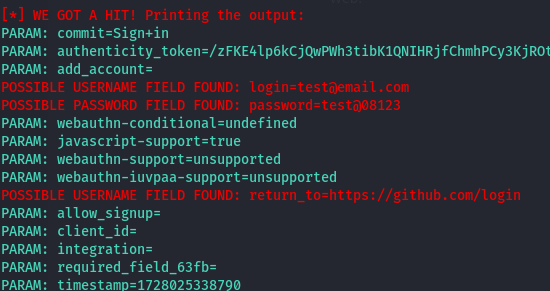 [*] WE GOT A HIT! Printing the output:
PARAM: commit=Sign+in
PARAM: authenticity_token=/zFKE4lp6kCjQwPWh3tibK1QNIHRjfChmhPCy3KjROt
PARAM: add_account=
POSSIBLE USERNAME FIELD FOUND: login=test@email.com
POSSIBLE PASSWORD FIELD FOUND: password=test@08123
PARAM: webauthn-conditional=undefined
PARAM: javascript-support=true
PARAM: webauthn-support=unsupported
PARAM: webauthn-iuvpaa-support=unsupported
POSSIBLE USERNAME FIELD FOUND: return_to=https://github.com/login
PARAM: allow_signup=
PARAM: client_id=
PARAM: integration=
PARAM: required_field_63fb=
PARAM: timestamp=1728025338790